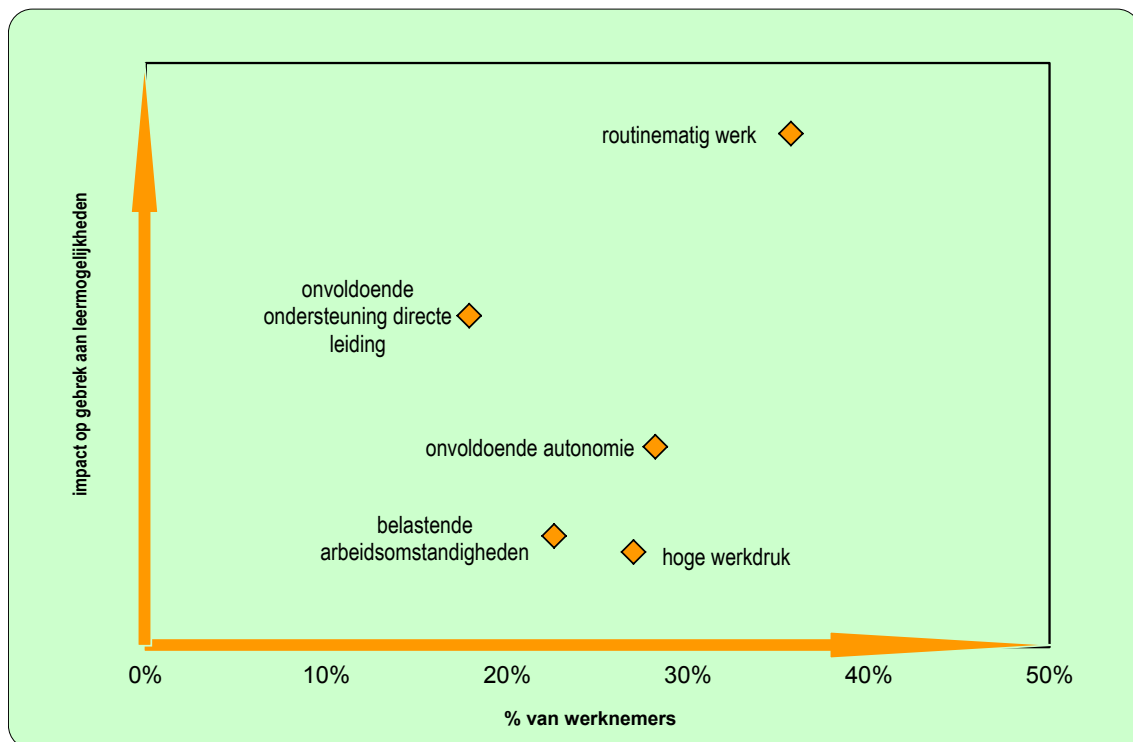 routinematig werk
impact op gebrek aan leermogelijkheden
onvoldoende
ondersteuning directe
leiding
onvoldoende autonomie
belastende
arbeidsomstandigheden
hoge werkdruk
0% 10% 20% 30% 40% 50%
% van werknemers